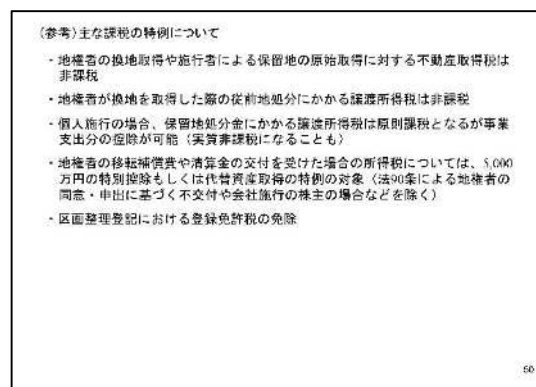 (参考)主な課税の特例について
・地権者の換地取得や施行者による保留地の原始取得に対する不動産取得税は
非課税
・地権者が換地を取得した際の従前地処分にかかる譲渡所得税は非課税
・個人施行の場合、保留地処分金にかかる譲渡所得税は原則課税となるが事業
支出分の控除が可能(実質非課税になることも)
・地権者の移転補償費や清算金の交付を受けた場合の所得税については、5,000
万円の特別控除もしくは代替資産取得の特例の対象(法90条による地権者の
同意・申出に基づく不交付や会社施行の株主の場合などを除く)
・区画整理登記における登録免許税の免除
60